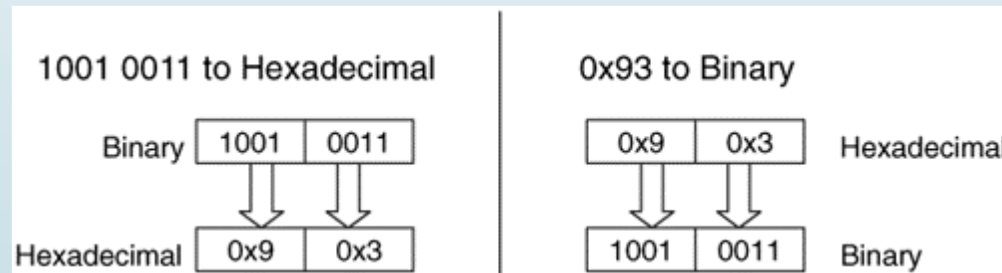 1001 0011 to Hexadecimal
Binary 1001 0011
Hexadecimal 0x9 0x3
0x93 to Binary
0x9 0x3 Hexadecimal
1001 0011 Binary